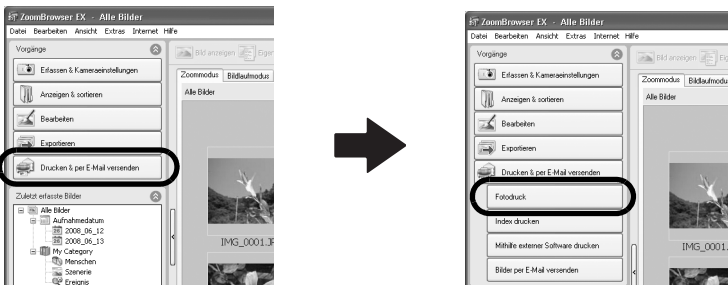 ZoomBrowser EX - Alle Bilder
Datei Bearbeiten Ansicht Extras Internet Hilfe
Vorgänge
Bild anzeigen
Zoommodus Bildlaufmodus
Erfassen & Kameraeinstellungen
Alle Bilder
Anzeigen & sortieren
Bearbeiten
Exportieren
Drucken & per E-Mail versenden
Zuletzt erfasste Bilder
Alle Bilder
Aufnahmedatum
2008_06_12
2008_06_13
My Category
Menschen
Szenerie
Ereignis
IMG_0001.JP
ZoomBrowser EX - Alle Bilder
Datei Bearbeiten Ansicht Extras Internet Hilfe
Vorgänge
Bild anzeigen
Zoommodus Bildlaufmodus
Erfassen & Kameraeinstellungen
Alle Bilder
Anzeigen & sortieren
Bearbeiten
Exportieren
Drucken & per E-Mail versenden
Fotodruck
Index drucken
Mithilfe externer Software drucken
Bilder per E-Mail versenden
IMG_0001.